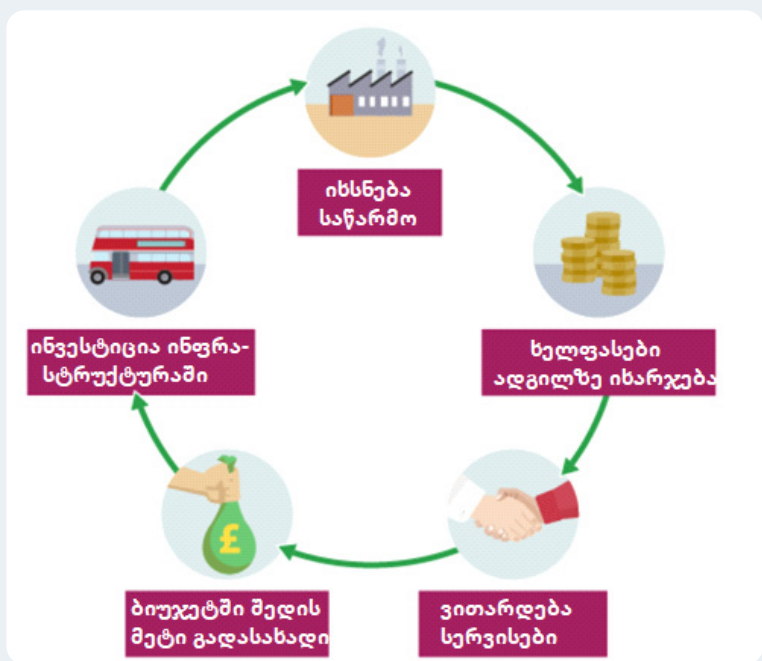 იხსნება
საწარმო
ხელფასები
ადგილზე იხარჯება
ვითარდება
სერვისები
£
ბიუჯეტში შედის
მეტი გადასახადი
ინვესტიცია ინფრა-
სტრუქტურაში